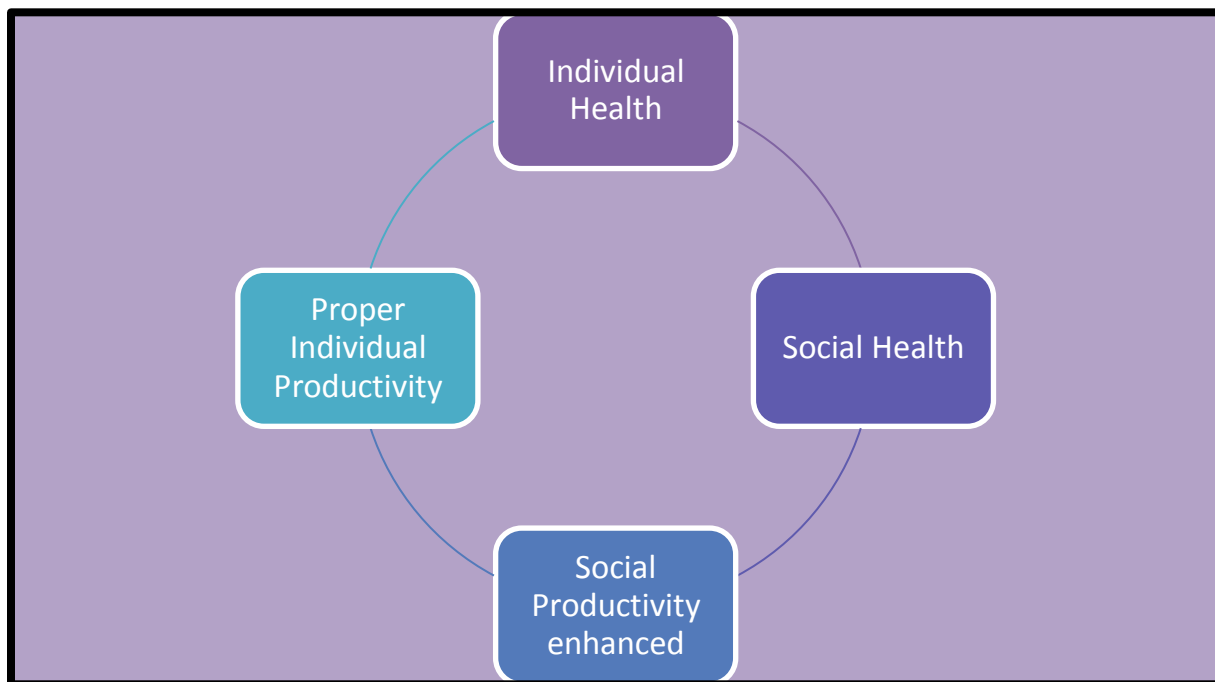 Individual
Health
Social Health
Social
Productivity
enhanced
Proper
Individual
Productivity